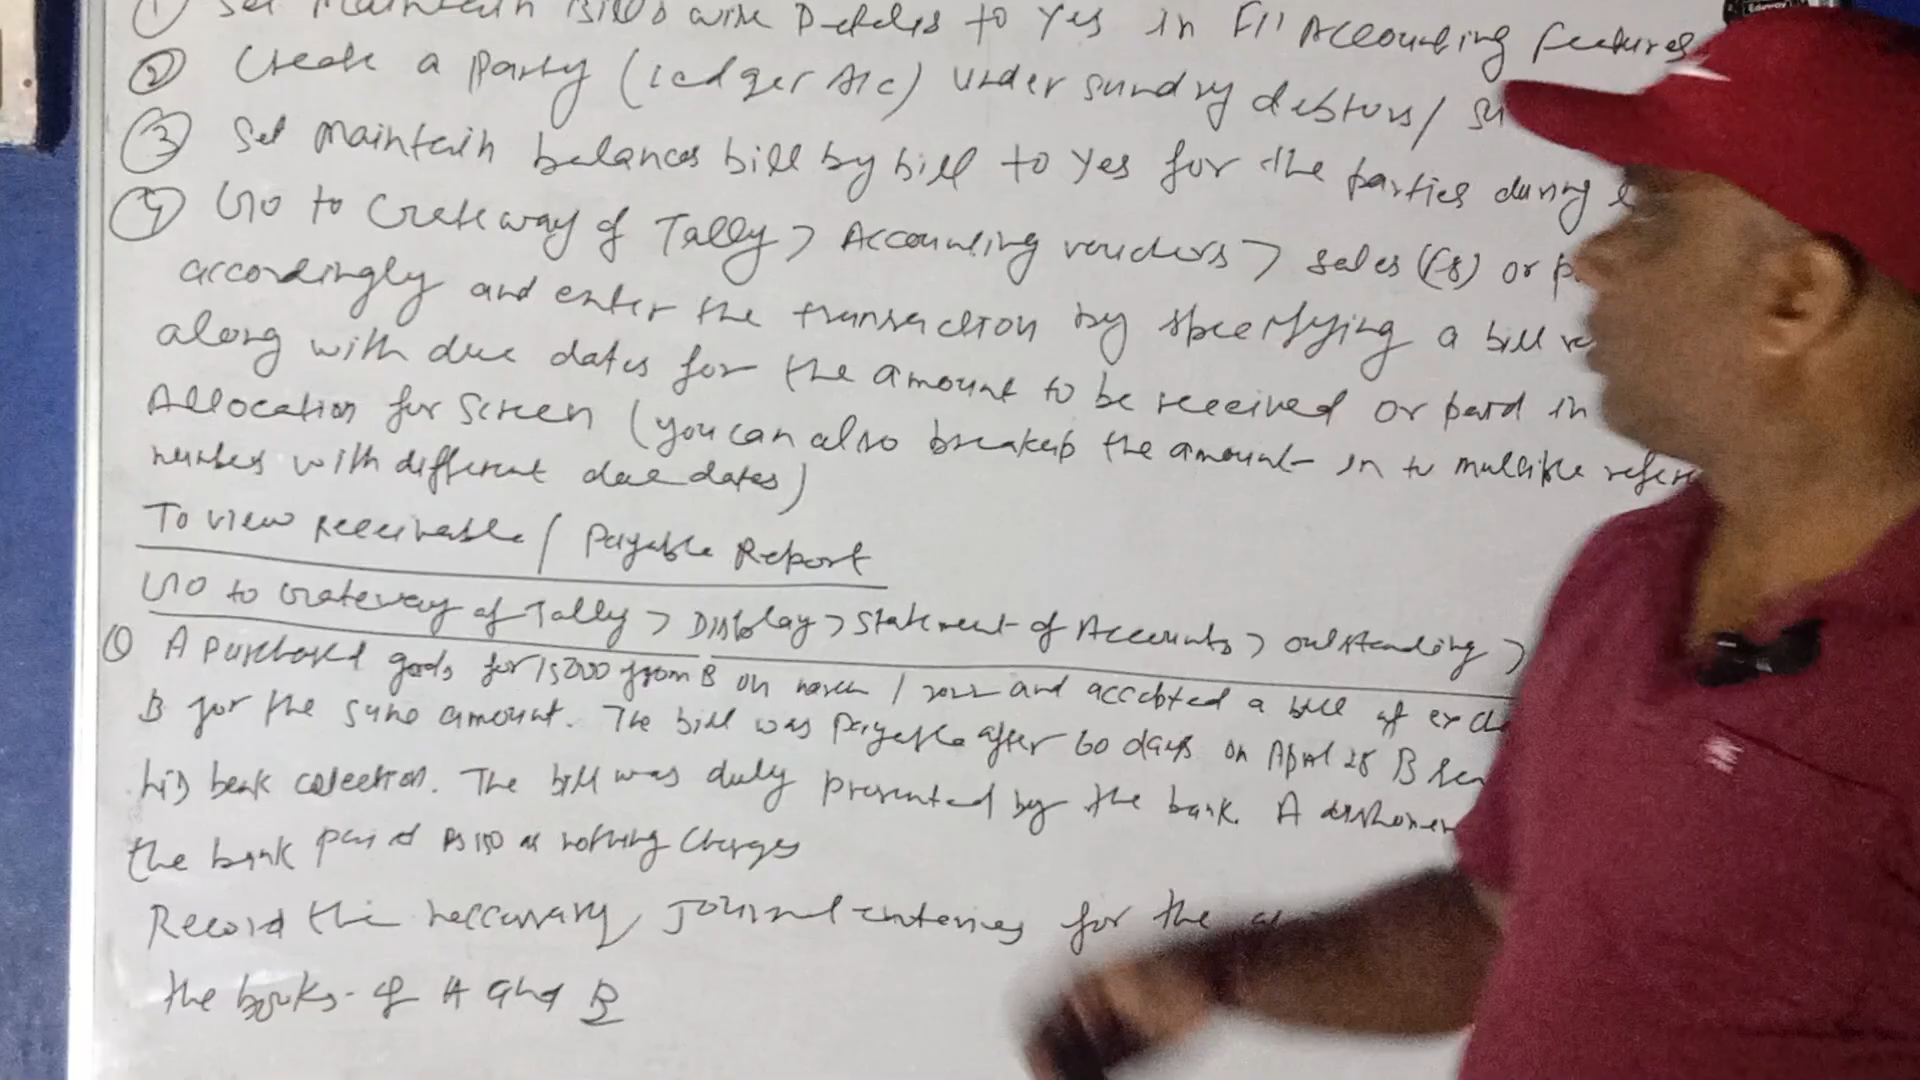 ① Set Maintain Bills wise Details to Yes in F11 Accounting features
② Create a party (ledger A/c) under sundry debtors/ su
③ Set maintain balances bill by bill to Yes for the parties during
④ Go to Gateway of Tally > Accounting vouchers > sales (F8) or p
accordingly and enter the transaction by specifying a bill re
along with due dates for the amount to be received or paid in
Allocation for screen (you can also breakup the amount in to multiple refere
with different due dates)
To view Receivable / Payable Report
Go to Gateway of Tally > Display > Statement of Accounts > outstanding >
① A purchased goods for 15000 from B on march 1 2022 and accepted a bill of exch
B for the same amount. The bill was payable after 60 days on April 28 B sen
his bank collection. The bill was duly presented by the bank. A dishoner
the bank paid Rs 150 as nothing Charges
Record the neccessary Journal enteries for the
the books of A and B